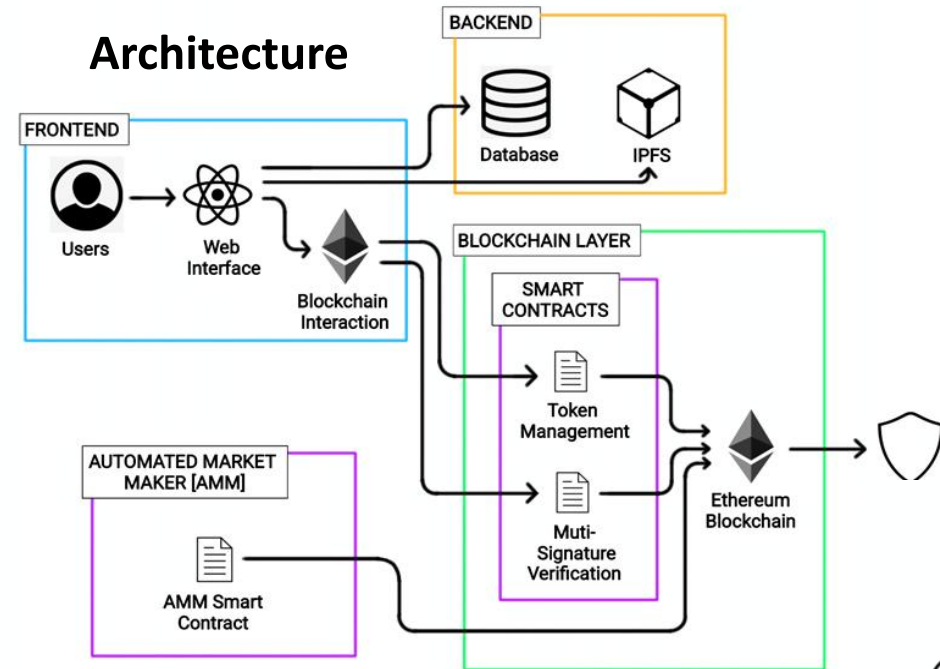 Architecture
BACKEND
Database
IPFS
FRONTEND
Users
Web
Interface
Blockchain
Interaction
BLOCKCHAIN LAYER
SMART
CONTRACTS
Token
Management
Muti-
Signature
Verification
Ethereum
Blockchain
AUTOMATED MARKET
MAKER [AMM]
AMM Smart
Contract